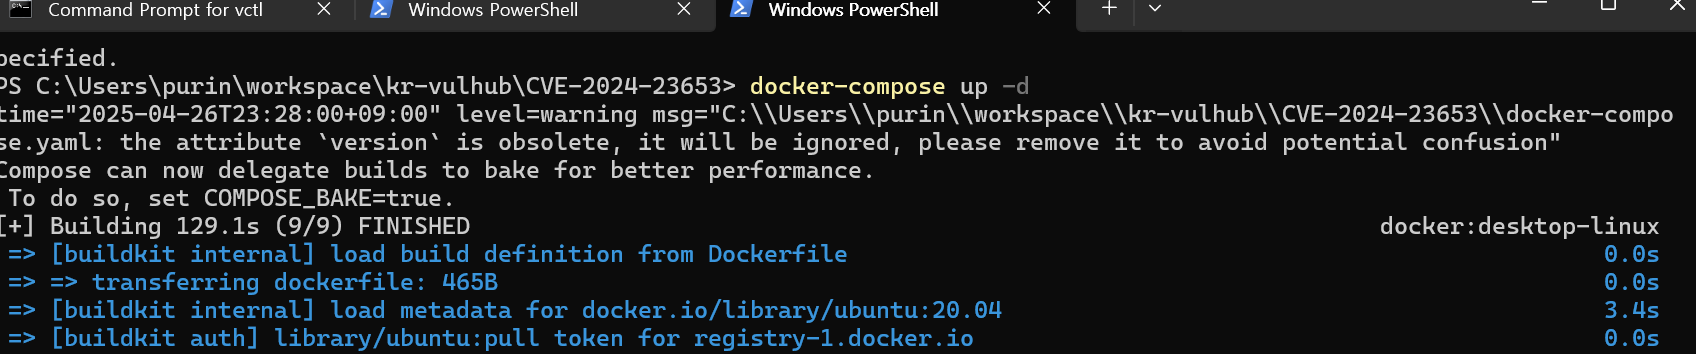 Command Prompt for vctl
Windows PowerShell
Windows PowerShell
pecified.
PS C:\Users\purin\workspace\kr-vulhub\CVE-2024-23653> docker-compose up -d
time="2025-04-26T23:28:00+09:00" level=warning msg="C:\\Users\\purin\\workspace\\kr-vulhub\\CVE-2024-23653\\docker-compo
se.yaml: the attribute `version` is obsolete, it will be ignored, please remove it to avoid potential confusion"
Compose can now delegate builds to bake for better performance.
To do so, set COMPOSE_BAKE=true.
[+] Building 129.1s (9/9) FINISHED docker:desktop-linux
=> [buildkit internal] load build definition from Dockerfile 0.0s
=> => transferring dockerfile: 465B 0.0s
=> [buildkit internal] load metadata for docker.io/library/ubuntu:20.04 3.4s
=> [buildkit auth] library/ubuntu:pull token for registry-1.docker.io 0.0s